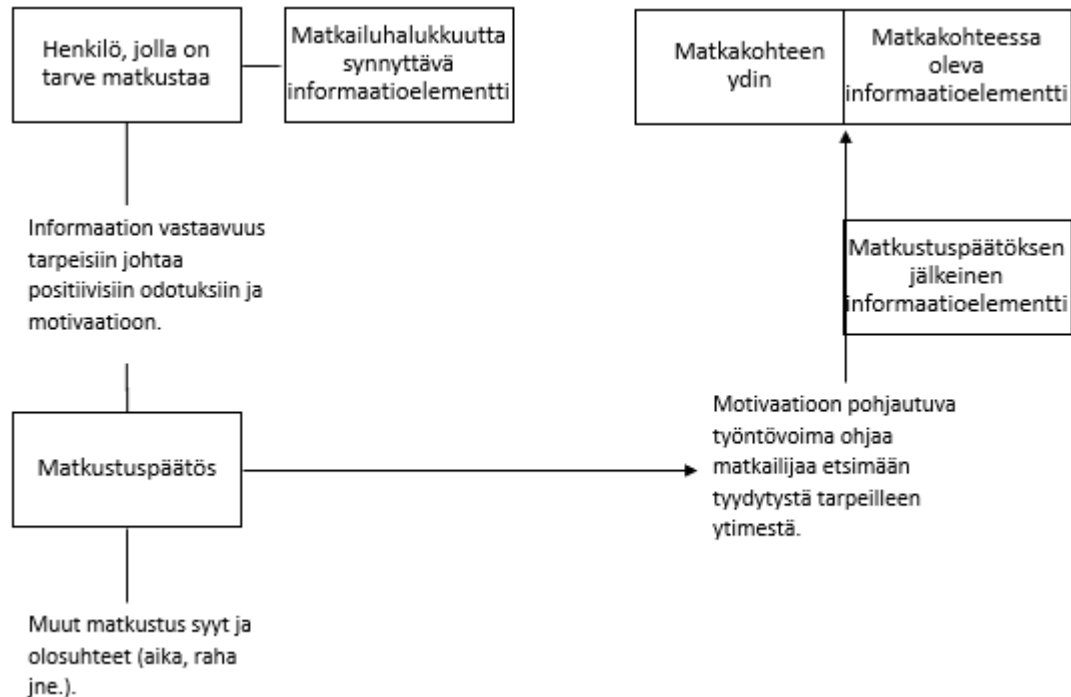 Henkilö, jolla on
tarve matkustaa
Matkailuhalukkuutta
synnyttävä
informaatioelementti
Matkakohteen
ydin
Matkakohteessa
oleva
informaatioelementti
Informaation vastaavuus
tarpeisiin johtaa
positiivisiin odotuksiin ja
motivaatioon.
Matkustuspäätöksen
jälkeinen
informaatioelementti
Matkustuspäätös
Motivaatioon pohjautuva
työntövoima ohjaa
matkailijaa etsimään
tyydytystä tarpeilleen
ytimestä.
Muut matkustus syyt ja
olosuhteet (aika, raha
jne.).